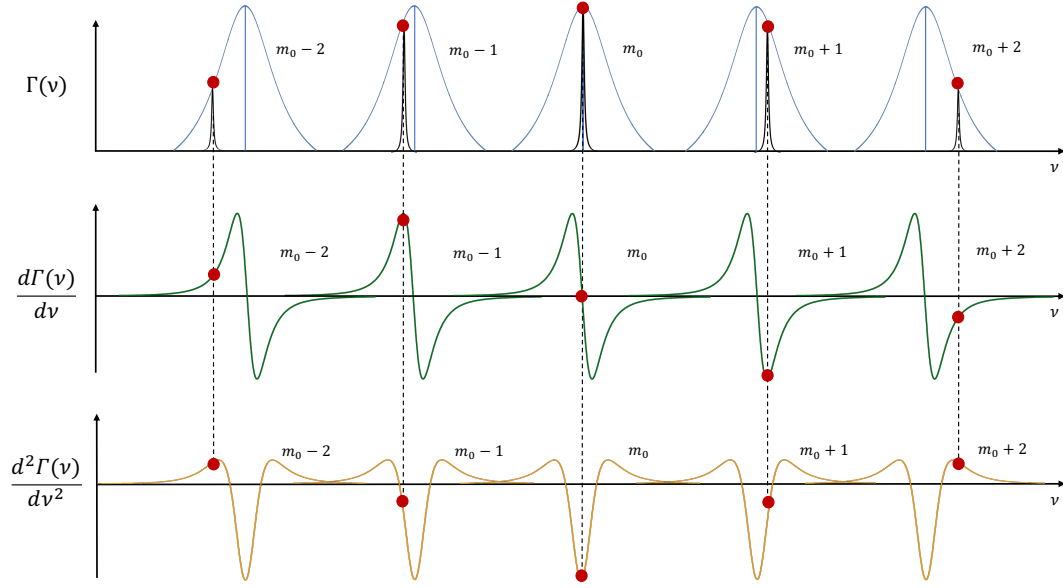 m₀ − 2
m₀ − 1
m₀
m₀ + 1
m₀ + 2
Γ(ν)
ν
m₀ − 2
m₀ − 1
m₀
m₀ + 1
m₀ + 2
dΓ(ν)
dν
ν
m₀ − 2
m₀ − 1
m₀
m₀ + 1
m₀ + 2
d²Γ(ν)
dν²
ν